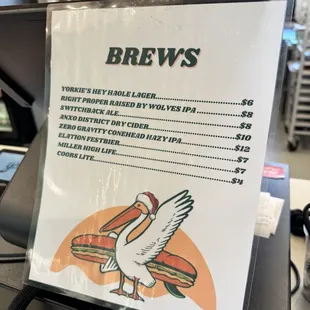 BREWS
YORKIE'S HEY HAOLE LAGER..........$6
RIGHT PROPER RAISED BY WOLVES IPA..........$8
SWITCHBACK ALE..........$8
ANXO DISTRICT DRY CIDER..........$10
ZERO GRAVITY CONEHEAD HAZY IPA..........$12
ELATION FESTBIER..........$7
MILLER HIGH LIFE..........$7
COORS LITE..........$4